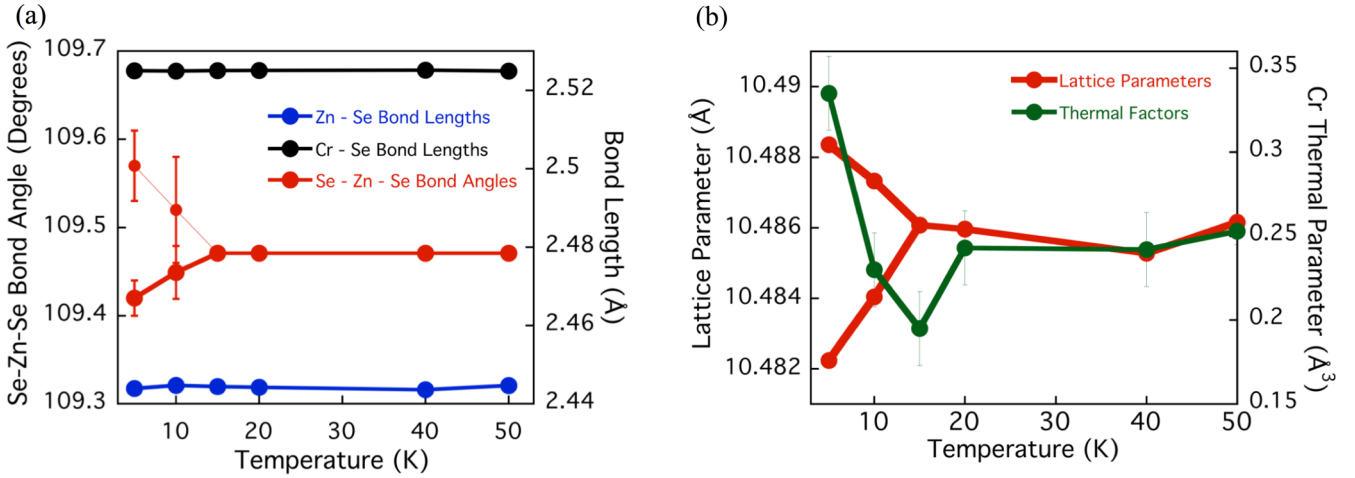 (a)
Se-Zn-Se Bond Angle (Degrees)
109.7
109.6
109.5
109.4
109.3
10
20
30
40
50
Temperature (K)
2.52
2.5
2.48
2.46
2.44
Bond Length (Å)
Zn - Se Bond Lengths
Cr - Se Bond Lengths
Se - Zn - Se Bond Angles
(b)
Lattice Parameter (Å)
10.49
10.488
10.486
10.484
10.482
10
20
30
40
50
Temperature (K)
0.35
0.3
0.25
0.2
0.15
Cr Thermal Parameter (Å³)
Lattice Parameters
Thermal Factors